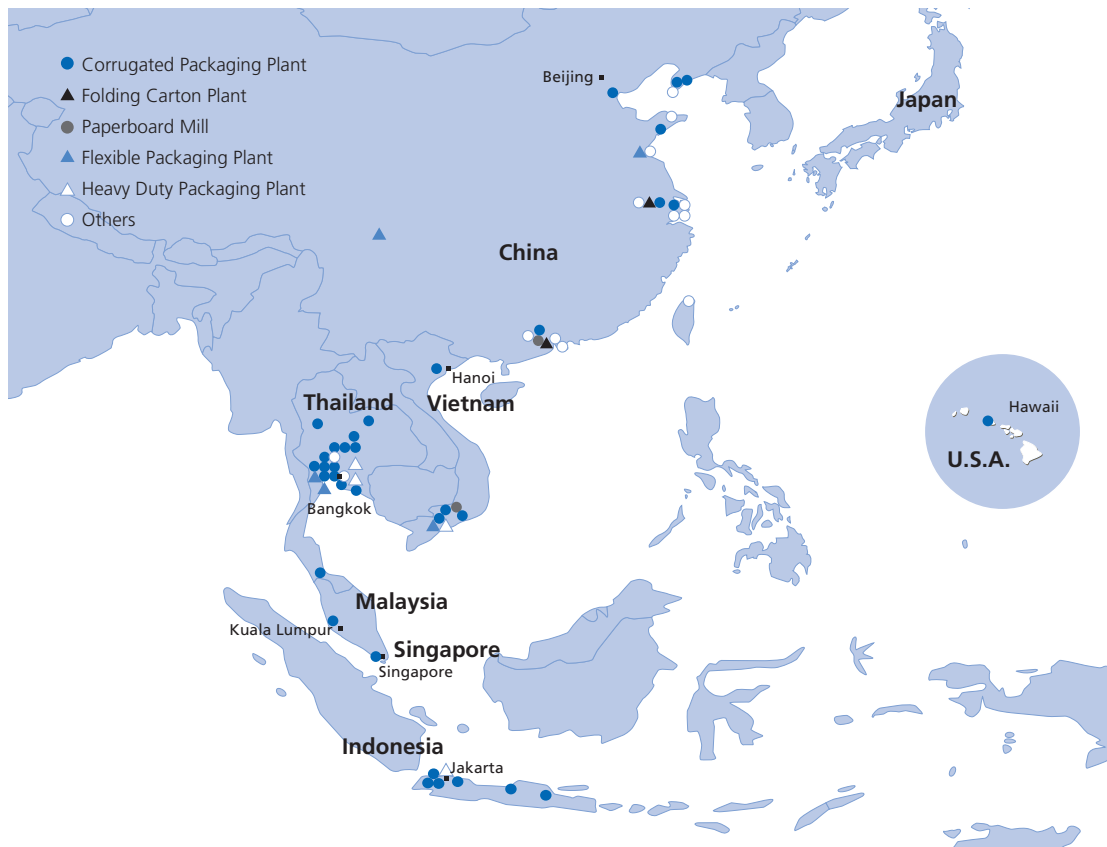 Corrugated Packaging Plant
Folding Carton Plant
Paperboard Mill
Flexible Packaging Plant
Heavy Duty Packaging Plant
Others
Beijing
Japan
China
Hanoi
Thailand
Vietnam
Hawaii
U.S.A.
Bangkok
Malaysia
Kuala Lumpur
Singapore
Singapore
Indonesia
Jakarta